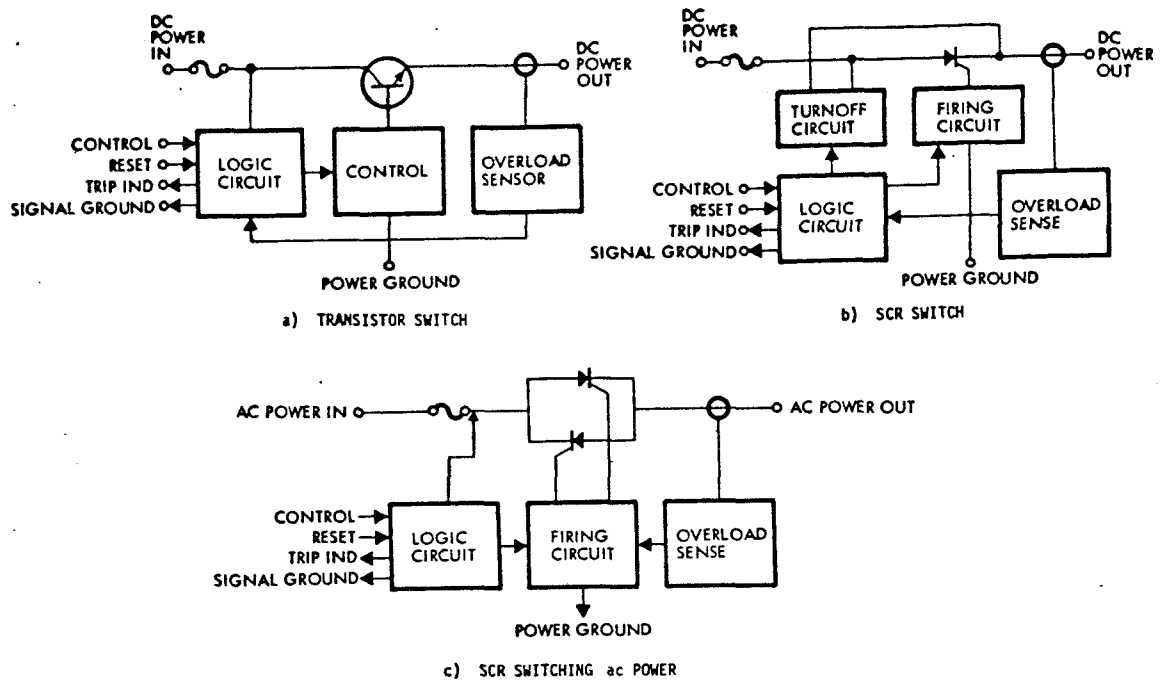 DC
POWER
IN
DC
POWER
OUT
CONTROL
RESET
TRIP IND
SIGNAL GROUND
LOGIC
CIRCUIT
CONTROL
OVERLOAD
SENSOR
POWER GROUND
a) TRANSISTOR SWITCH
DC
POWER
IN
DC
POWER
OUT
TURNOFF
CIRCUIT
FIRING
CIRCUIT
CONTROL
RESET
TRIP IND
SIGNAL GROUND
LOGIC
CIRCUIT
OVERLOAD
SENSE
POWER GROUND
b) SCR SWITCH
AC POWER IN
AC POWER OUT
CONTROL
RESET
TRIP IND
SIGNAL GROUND
LOGIC
CIRCUIT
FIRING
CIRCUIT
OVERLOAD
SENSE
POWER GROUND
c) SCR SWITCHING ac POWER